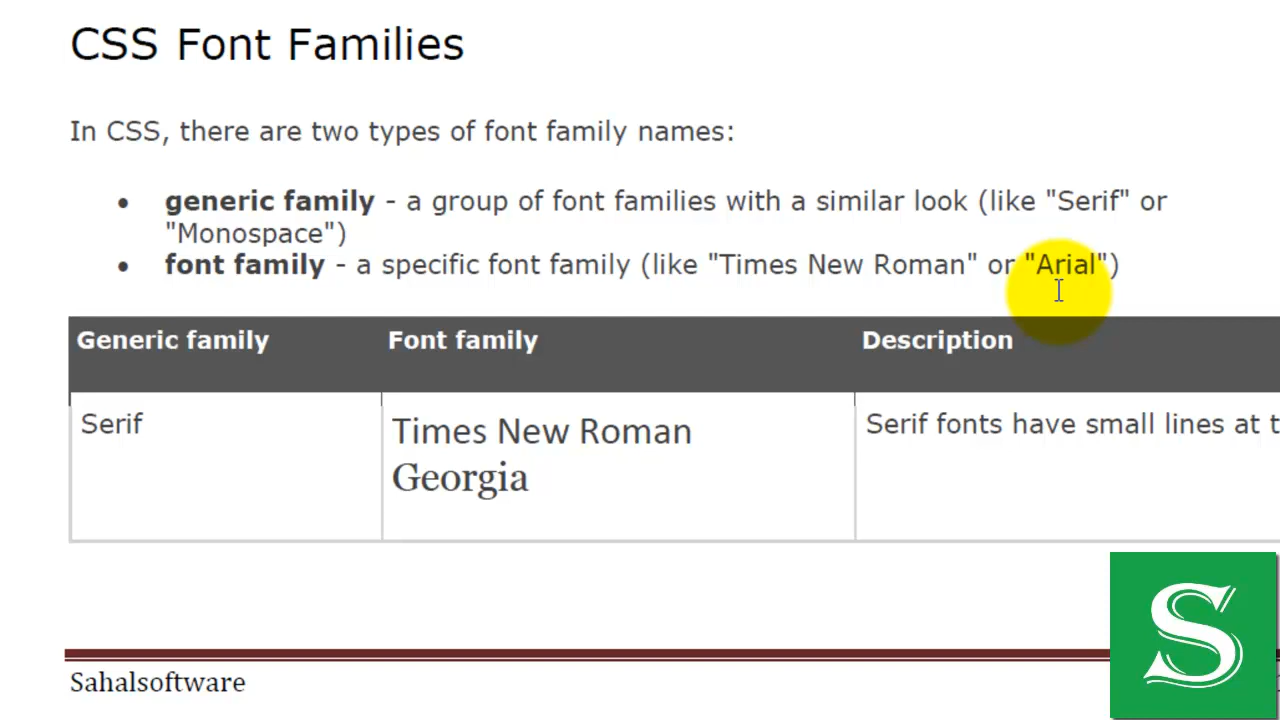 CSS Font Families
In CSS, there are two types of font family names:
• generic family - a group of font families with a similar look (like "Serif" or
"Monospace")
• font family - a specific font family (like "Times New Roman" or "Arial")
Generic family Font family Description
Serif Times New Roman Serif fonts have small lines at
Georgia
S
Sahalsoftware